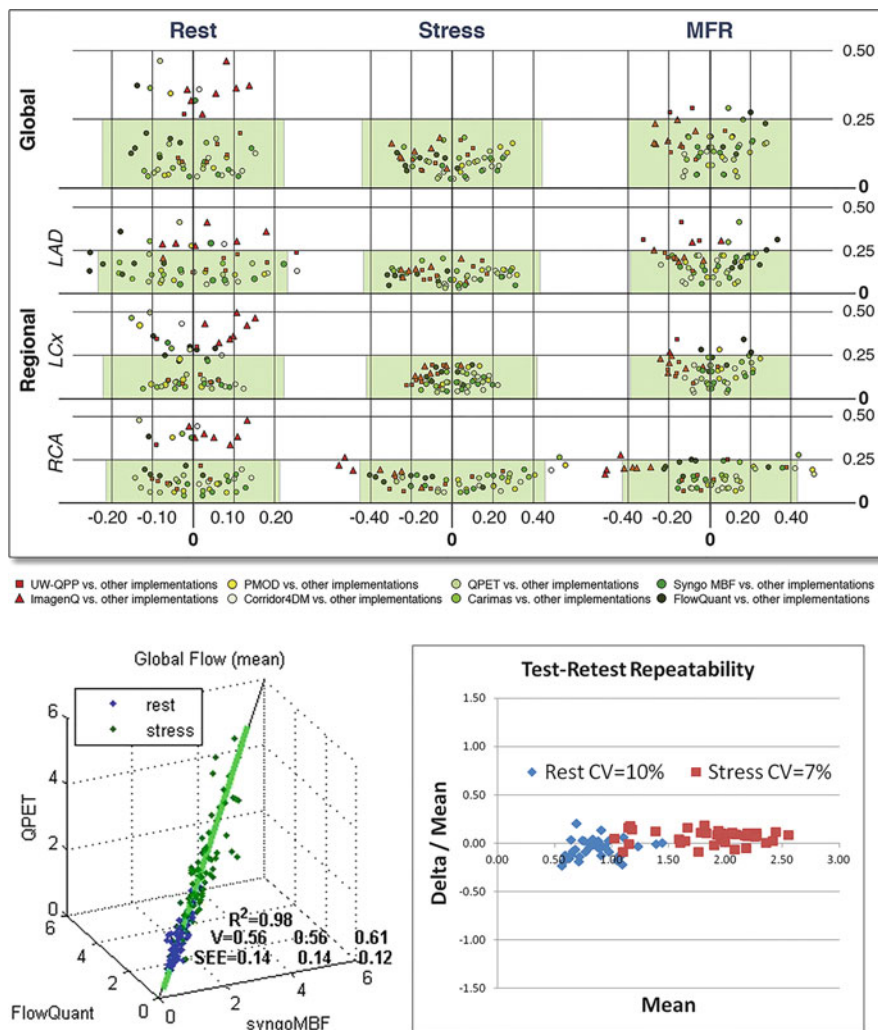 Rest Stress MFR
Global
0.50
0.25
0
Regional
LAD
0.50
0.25
0
LCx
0.50
0.25
0
RCA
0.50
0.25
0
-0.20 -0.10 0.10 0.20 -0.40 -0.20 0.20 0.40 -0.40 -0.20 0.20 0.40
0 0 0
UW-QPP vs. other implementations PMOD vs. other implementations QPET vs. other implementations Syngo MBF vs. other implementations
ImagenQ vs. other implementations Corridor4DM vs. other implementations Carimas vs. other implementations FlowQuant vs. other implementations
Global Flow (mean)
rest
stress
QPET
6
4
2
0
R²=0.98
V=0.56 0.56 0.61
SEE=0.14 0.14 0.12
6
4
2
0
FlowQuant
0
2
4
6
syngoMBF
Test-Retest Repeatability
Delta / Mean
1.50
1.00
0.50
Rest CV=10% Stress CV=7%
0.00
0.00 0.50 1.00 1.50 2.00 2.50 3.00
-0.50
-1.00
-1.50
Mean